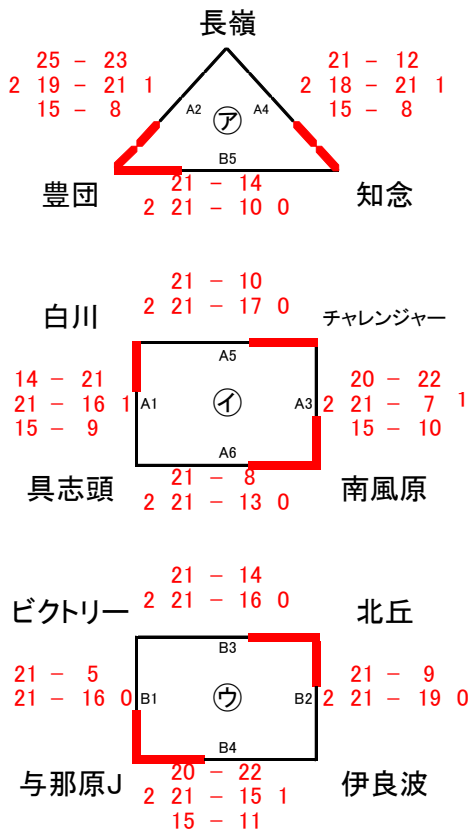 長嶺
25 - 23
2 19 - 21 1
15 - 8
21 - 12
2 18 - 21 1
15 - 8
A2
㋐
A4
B5
豊団
21 - 14
2 21 - 10 0
知念
21 - 10
2 21 - 17 0
白川
チャレンジャー
A5
14 - 21
21 - 16 1
15 - 9
A1
㋑
A3
20 - 22
2 21 - 7 1
15 - 10
A6
具志頭
21 - 8
2 21 - 13 0
南風原
21 - 14
2 21 - 16 0
ビクトリー
北丘
B3
21 - 5
21 - 16 0
B1
㋒
B2
21 - 9
2 21 - 19 0
B4
与那原J
20 - 22
2 21 - 15 1
15 - 11
伊良波